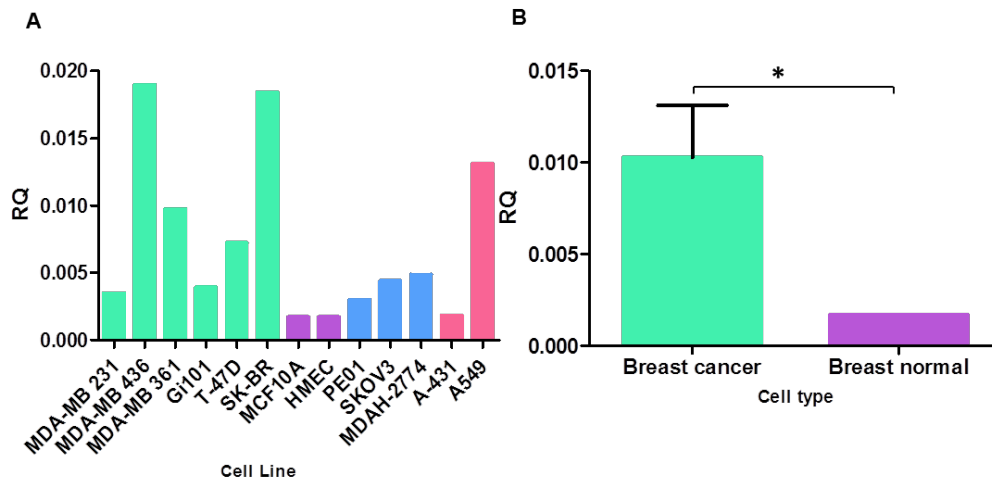 A
RQ
0.020
0.015
0.010
0.005
0.000
MDA-MB 231
MDA-MB 436
MDA-MB 361
Gi101
T-47D
SK-BR
MCF10A
HMEC
PE01
SKOV3
MDAH-2774
A-431
A549
Cell Line
B
RQ
0.015
0.010
0.005
0.000
*
Breast cancer
Breast normal
Cell type